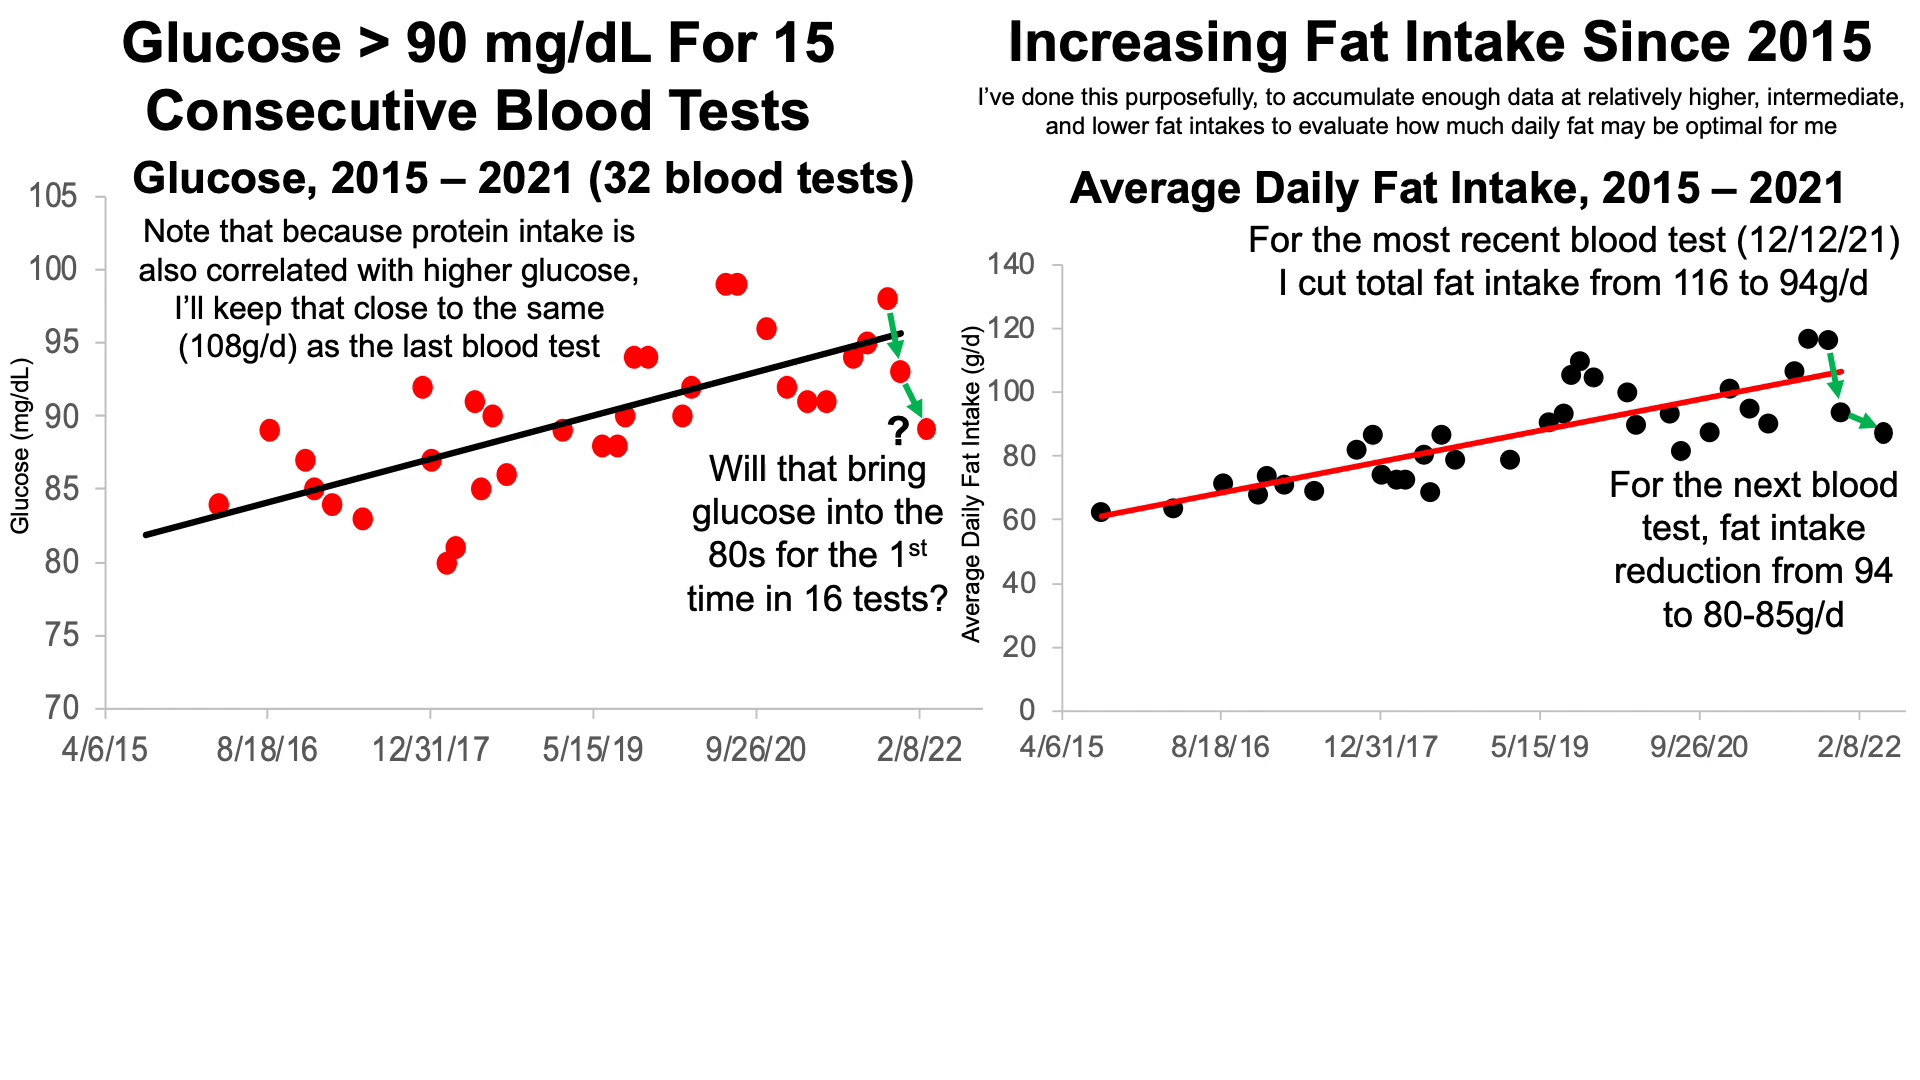 Glucose > 90 mg/dL For 15
Consecutive Blood Tests
Glucose, 2015 – 2021 (32 blood tests)
Note that because protein intake is
also correlated with higher glucose,
I'll keep that close to the same
(108g/d) as the last blood test
Glucose (mg/dL)
105
100
95
90
85
80
75
70
?
Will that bring
glucose into the
80s for the 1st
time in 16 tests?
4/6/15 8/18/16 12/31/17 5/15/19 9/26/20 2/8/22
Increasing Fat Intake Since 2015
I've done this purposefully, to accumulate enough data at relatively higher, intermediate,
and lower fat intakes to evaluate how much daily fat may be optimal for me
Average Daily Fat Intake, 2015 – 2021
For the most recent blood test (12/12/21)
I cut total fat intake from 116 to 94g/d
Average Daily Fat Intake (g/d)
140
120
100
80
60
40
20
0
For the next blood
test, fat intake
reduction from 94
to 80-85g/d
4/6/15 8/18/16 12/31/17 5/15/19 9/26/20 2/8/22